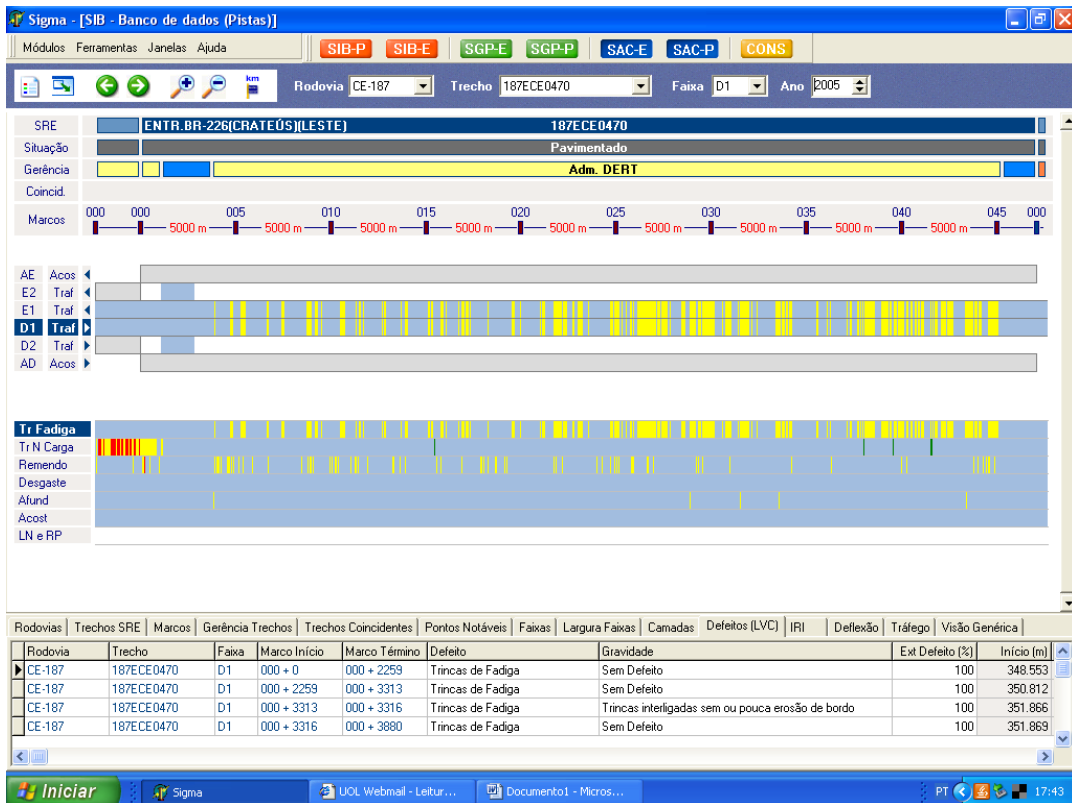 Sigma - [SIB - Banco de dados (Pistas)]
Módulos Ferramentas Janelas Ajuda SIB-P SIB-E SGP-E SGP-P SAC-E SAC-P CONS
km Rodovia CE-187 Trecho 187ECE0470 Faixa D1 Ano 2005
SRE ENTR.BR-226(CRATEÚS)(LESTE) 187ECE0470
Situação Pavimentado
Gerência Adm. DERT
Coincid.
Marcos 000 000 005 010 015 020 025 030 035 040 045 000
5000 m 5000 m 5000 m 5000 m 5000 m 5000 m 5000 m 5000 m 5000 m
AE Acos
E2 Traf
E1 Traf
D1 Traf
D2 Traf
AD Acos
Tr Fadiga
Tr N Carga
Remendo
Desgaste
Afund
Acost
LN e RP
Rodovias Trechos SRE Marcos Gerência Trechos Trechos Coincidentes Pontos Notáveis Faixas Largura Faixas Camadas Defeitos (LVC) IRI Deflexão Tráfego Visão Genérica
Rodovia Trecho Faixa Marco Início Marco Término Defeito Gravidade Ext Defeito (%) Início (m)
CE-187 187ECE0470 D1 000 + 0 000 + 2259 Trincas de Fadiga Sem Defeito 100 348.553
CE-187 187ECE0470 D1 000 + 2259 000 + 3313 Trincas de Fadiga Sem Defeito 100 350.812
CE-187 187ECE0470 D1 000 + 3313 000 + 3316 Trincas de Fadiga Trincas interligadas sem ou pouca erosão de bordo 100 351.866
CE-187 187ECE0470 D1 000 + 3316 000 + 3880 Trincas de Fadiga Sem Defeito 100 351.869
Iniciar Sigma UOL Webmail - Leitur... Documento1 - Micros... PT 17:43